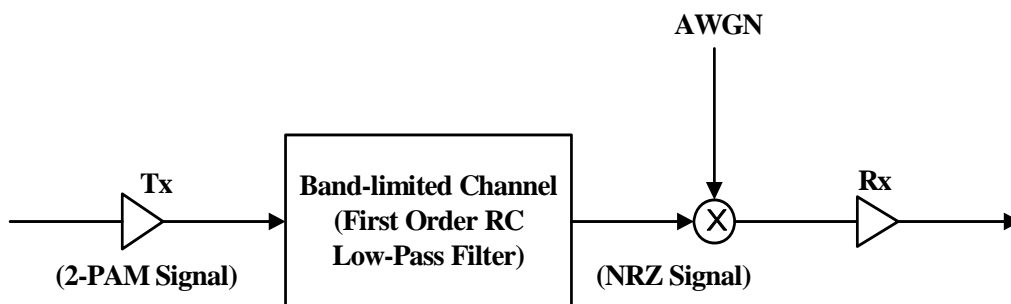 AWGN
Tx
Band-limited Channel
(First Order RC
Low-Pass Filter)
Rx
X
(2-PAM Signal)
(NRZ Signal)